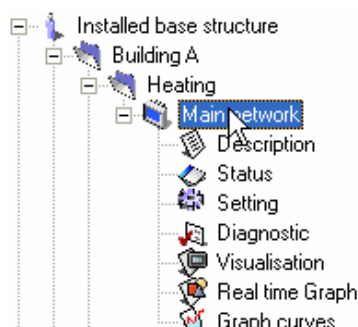 Installed base structure
Building A
Heating
Main network
Description
Status
Setting
Diagnostic
Visualisation
Real time Graph
Graph curves